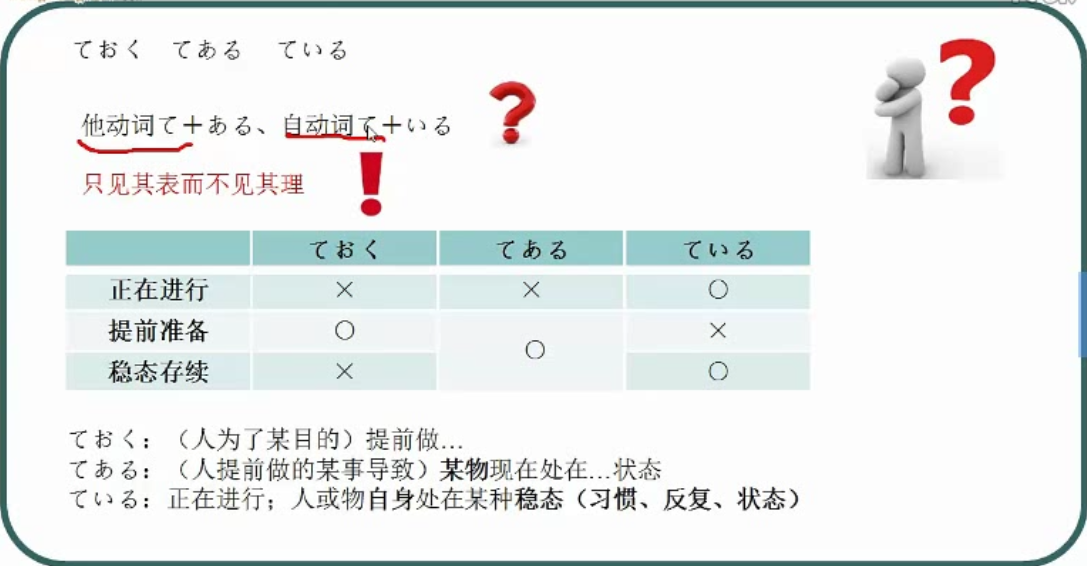 ておく てある ている
他动词て＋ある、自动词て＋いる
只见其表而不见其理
ておく てある ている
正在进行 × × ○
提前准备 ○ ○ ×
稳态存续 × ○
ておく：（人为了某目的）提前做…
てある：（人提前做的某事导致）某物现在处在…状态
ている：正在进行；人或物自身处在某种稳态（习惯、反复、状态）